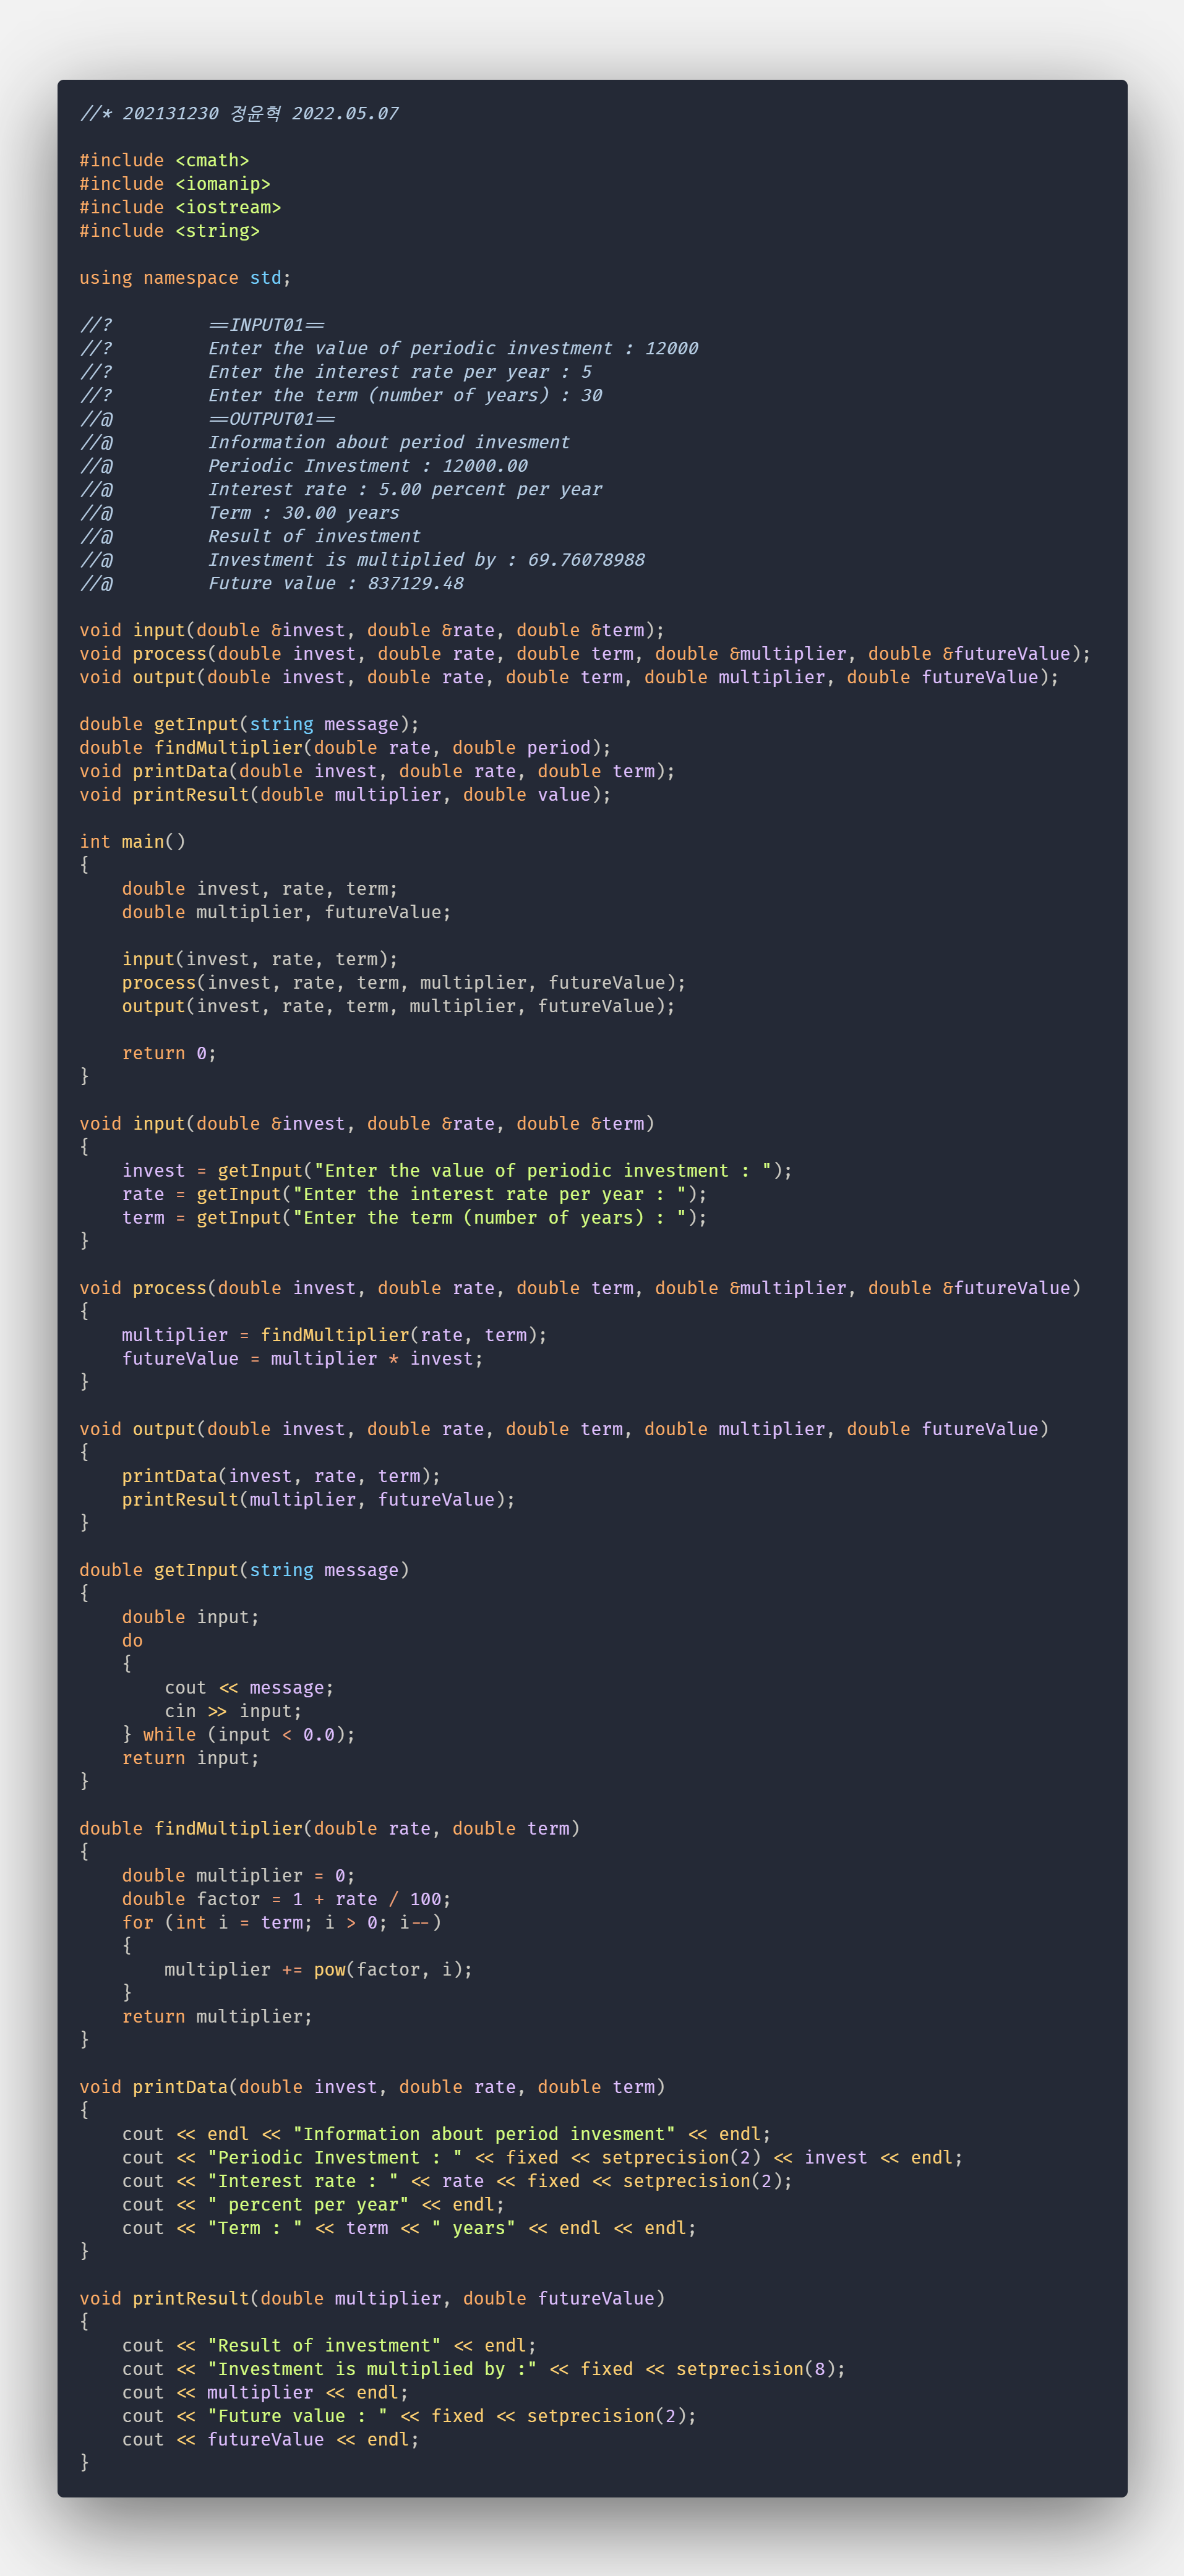 //* 202131230 정윤혁 2022.05.07

#include <cmath>
#include <iomanip>
#include <iostream>
#include <string>

using namespace std;

//?         ==INPUT01==
//?         Enter the value of periodic investment : 12000
//?         Enter the interest rate per year : 5
//?         Enter the term (number of years) : 30
//@         ==OUTPUT01==
//@         Information about period invesment
//@         Periodic Investment : 12000.00
//@         Interest rate : 5.00 percent per year
//@         Term : 30.00 years
//@         Result of investment
//@         Investment is multiplied by : 69.76078988
//@         Future value : 837129.48

void input(double &invest, double &rate, double &term);
void process(double invest, double rate, double term, double &multiplier, double &futureValue);
void output(double invest, double rate, double term, double multiplier, double futureValue);

double getInput(string message);
double findMultiplier(double rate, double period);
void printData(double invest, double rate, double term);
void printResult(double multiplier, double value);

int main()
{
    double invest, rate, term;
    double multiplier, futureValue;

    input(invest, rate, term);
    process(invest, rate, term, multiplier, futureValue);
    output(invest, rate, term, multiplier, futureValue);

    return 0;
}

void input(double &invest, double &rate, double &term)
{
    invest = getInput("Enter the value of periodic investment : ");
    rate = getInput("Enter the interest rate per year : ");
    term = getInput("Enter the term (number of years) : ");
}

void process(double invest, double rate, double term, double &multiplier, double &futureValue)
{
    multiplier = findMultiplier(rate, term);
    futureValue = multiplier * invest;
}

void output(double invest, double rate, double term, double multiplier, double futureValue)
{
    printData(invest, rate, term);
    printResult(multiplier, futureValue);
}

double getInput(string message)
{
    double input;
    do
    {
        cout << message;
        cin >> input;
    } while (input < 0.0);
    return input;
}

double findMultiplier(double rate, double term)
{
    double multiplier = 0;
    double factor = 1 + rate / 100;
    for (int i = term; i > 0; i--)
    {
        multiplier += pow(factor, i);
    }
    return multiplier;
}

void printData(double invest, double rate, double term)
{
    cout << endl << "Information about period invesment" << endl;
    cout << "Periodic Investment : " << fixed << setprecision(2) << invest << endl;
    cout << "Interest rate : " << rate << fixed << setprecision(2);
    cout << " percent per year" << endl;
    cout << "Term : " << term << " years" << endl << endl;
}

void printResult(double multiplier, double futureValue)
{
    cout << "Result of investment" << endl;
    cout << "Investment is multiplied by :" << fixed << setprecision(8);
    cout << multiplier << endl;
    cout << "Future value : " << fixed << setprecision(2);
    cout << futureValue << endl;
}